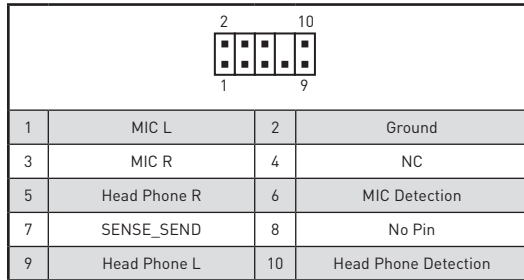 2 10
1 9
1 MIC L 2 Ground
3 MIC R 4 NC
5 Head Phone R 6 MIC Detection
7 SENSE_SEND 8 No Pin
9 Head Phone L 10 Head Phone Detection